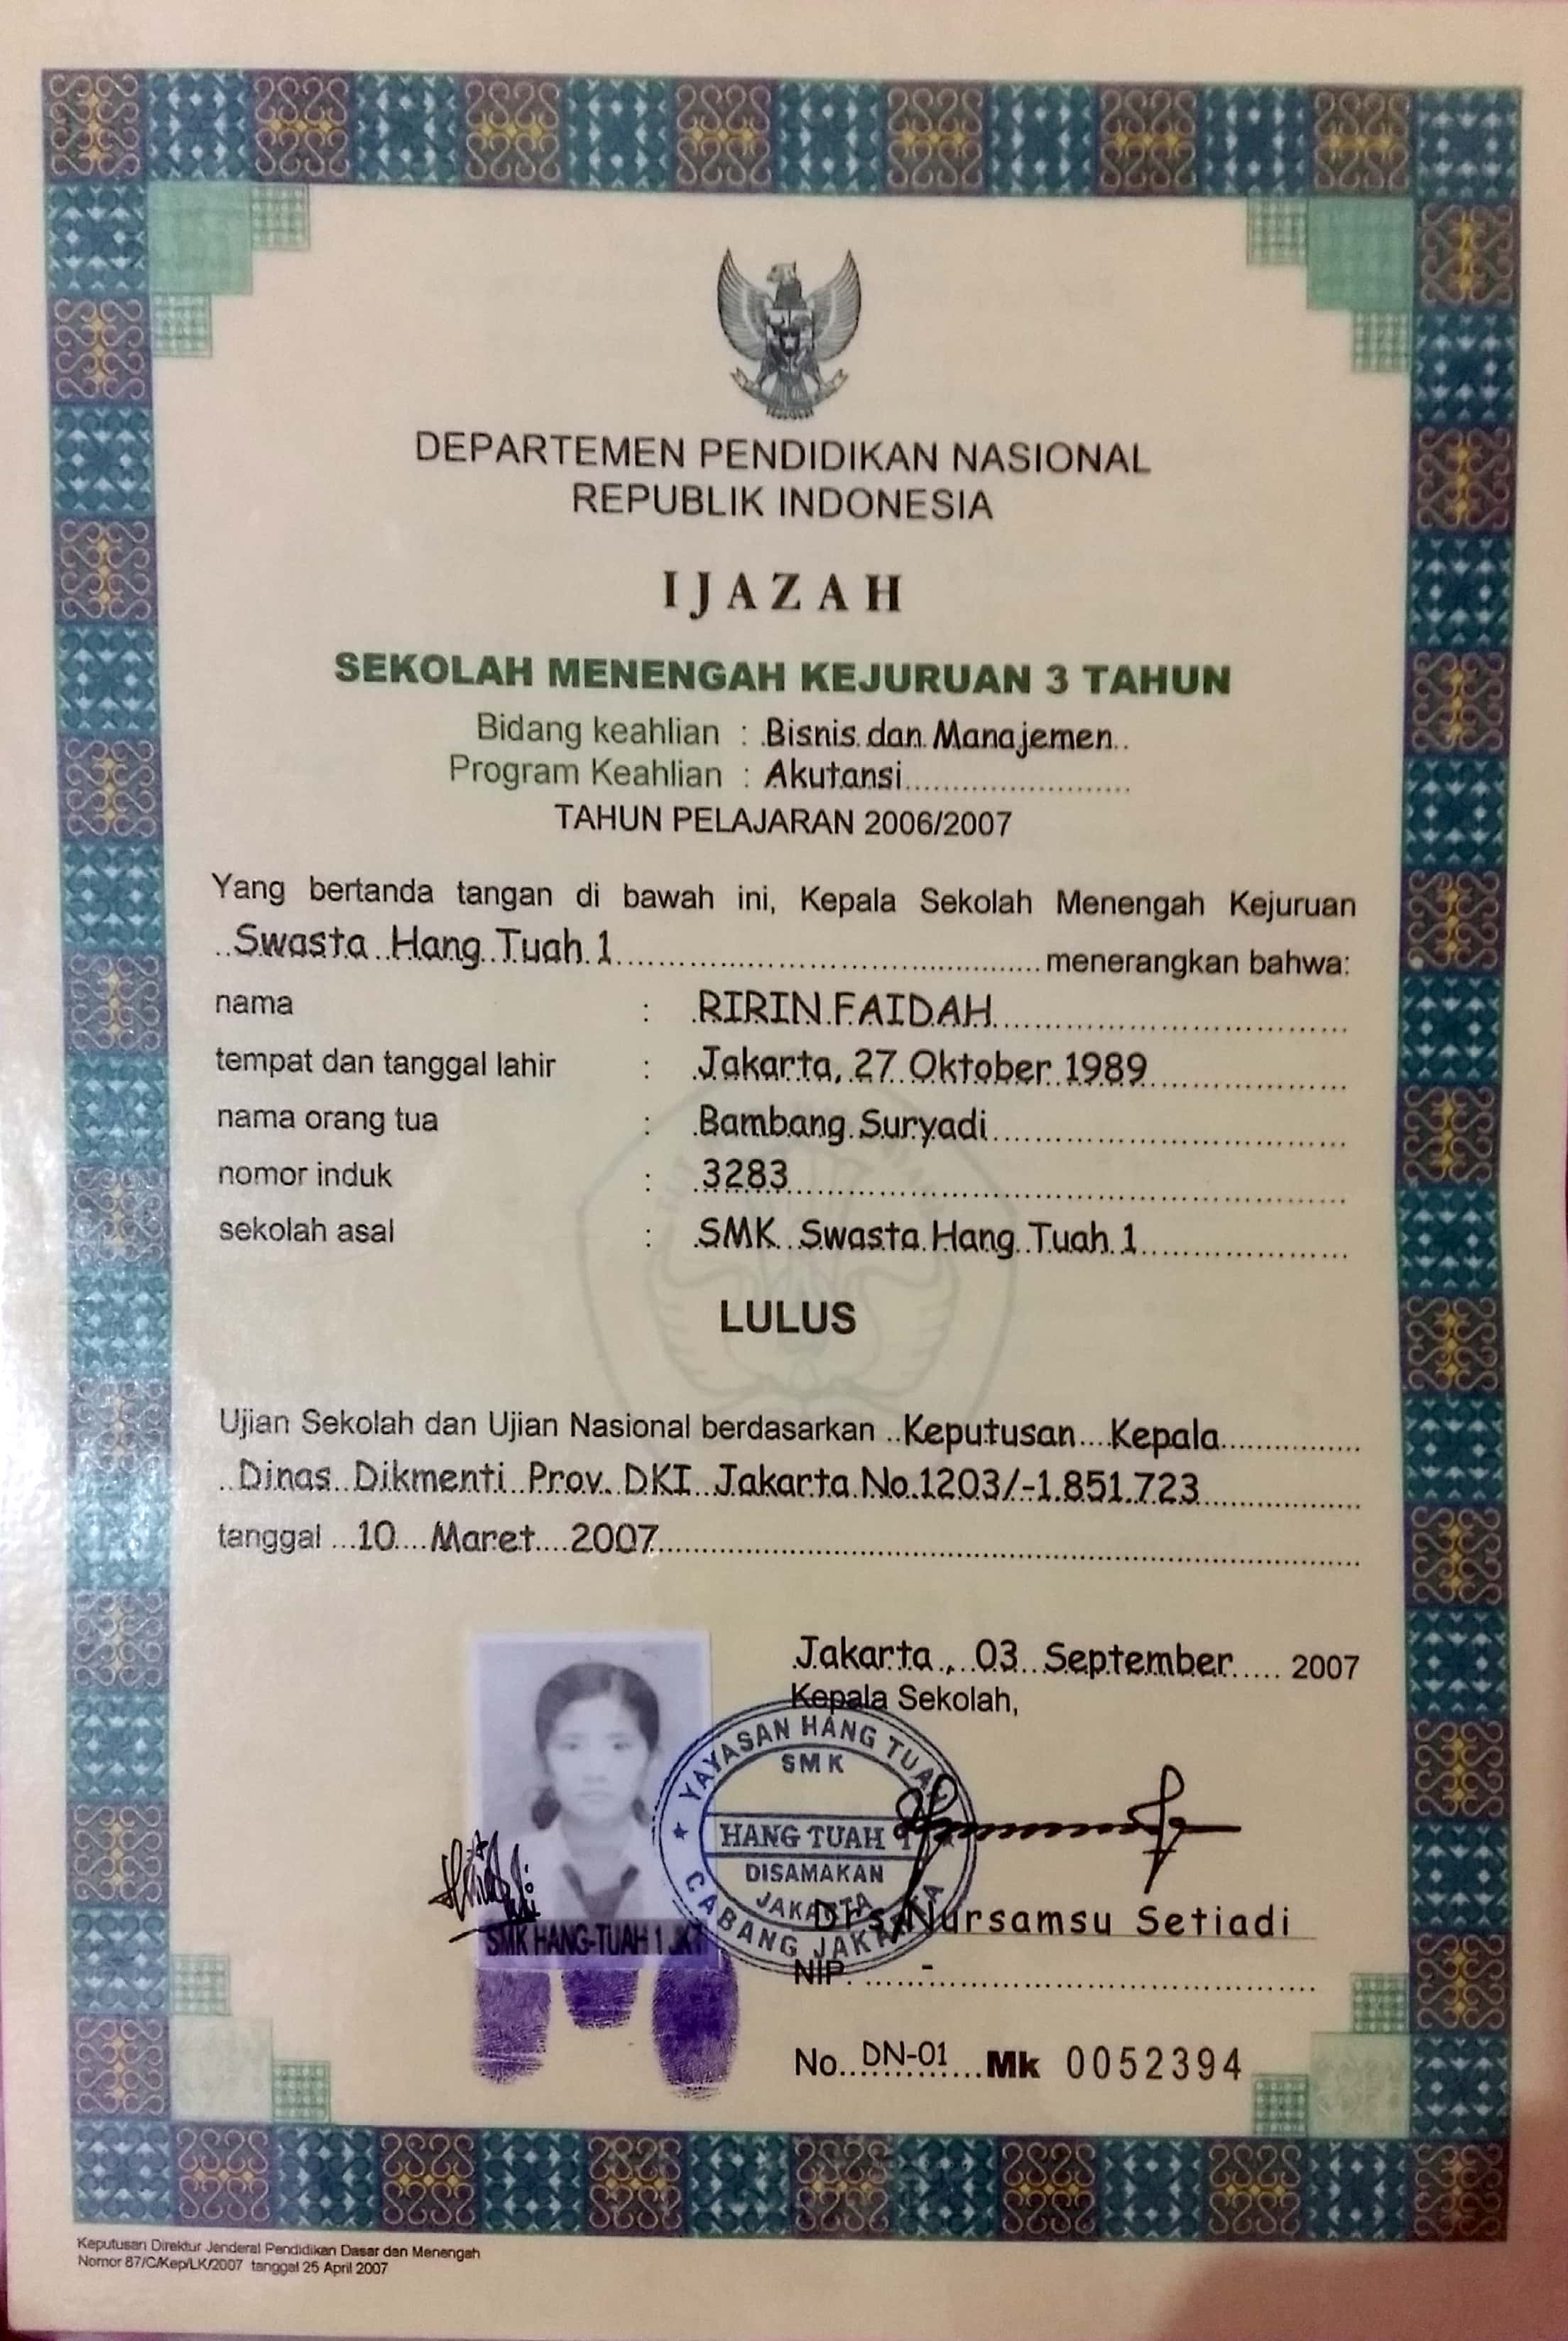 DEPARTEMEN PENDIDIKAN NASIONAL
REPUBLIK INDONESIA
IJAZAH
SEKOLAH MENENGAH KEJURUAN 3 TAHUN
Bidang keahlian : Bisnis dan Manajemen
Program Keahlian : Akutansi
TAHUN PELAJARAN 2006/2007
Yang bertanda tangan di bawah ini, Kepala Sekolah Menengah Kejuruan
Swasta Hang Tuah 1 menerangkan bahwa:
nama : RIRIN FAIDAH
tempat dan tanggal lahir : Jakarta, 27 Oktober 1989
nama orang tua : Bambang Suryadi
nomor induk : 3283
sekolah asal : SMK Swasta Hang Tuah 1
LULUS
Ujian Sekolah dan Ujian Nasional berdasarkan Keputusan Kepala
Dinas Dikmenti Prov. DKI Jakarta No.1203/-1.851.723
tanggal 10 Maret 2007
Jakarta, 03 September 2007
Kepala Sekolah,
YAYASAN HANG TUAH
SMK
HANG TUAH 1
DISAMAKAN
JAKARTA
CABANG JAKARTA
SMK HANG-TUAH 1 JKT
Drs Nursamsu Setiadi
NIP. -
No. DN-01 Mk 0052394
Keputusan Direktur Jenderal Pendidikan Dasar dan Menengah
Nomor 87/C/Kep/LK/2007 tanggal 25 April 2007